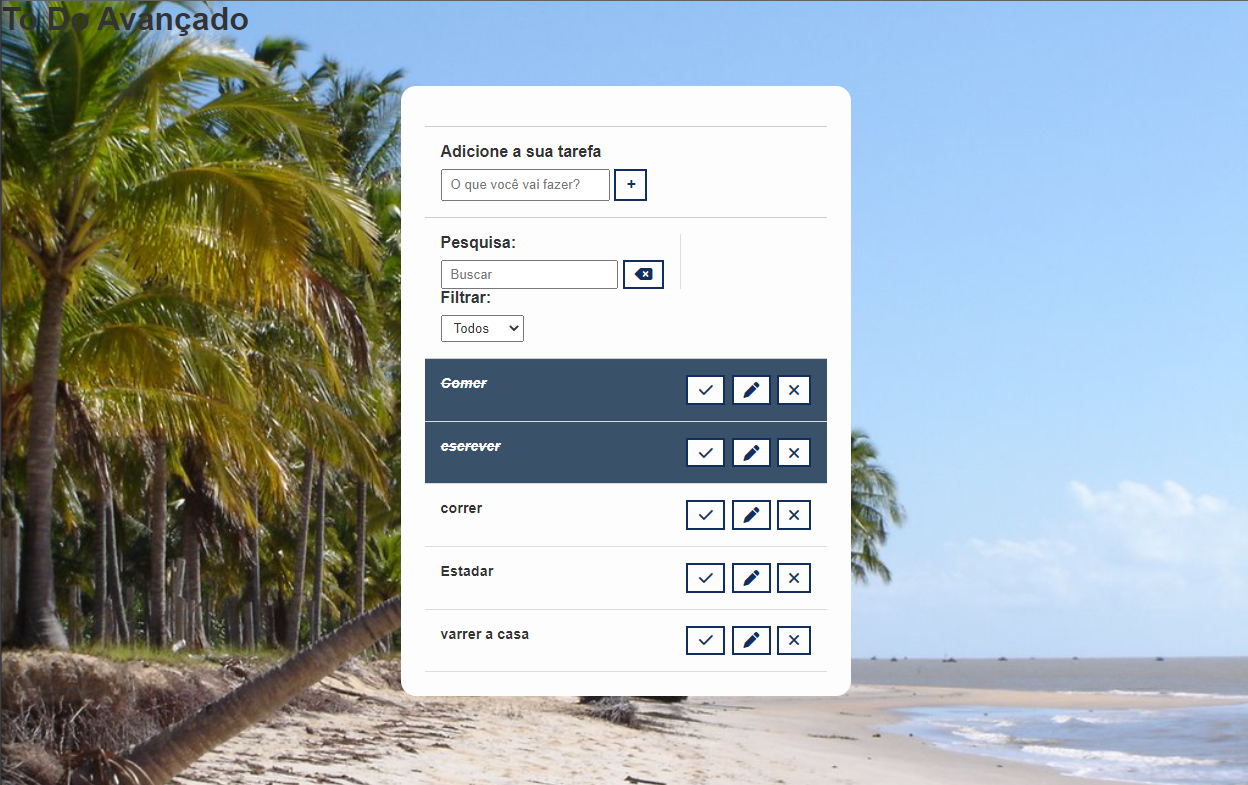 To Do Avançado
Adicione a sua tarefa
O que você vai fazer?
+
Pesquisa:
Buscar
Filtrar:
Todos
Comer
escrever
correr
Estadar
varrer a casa